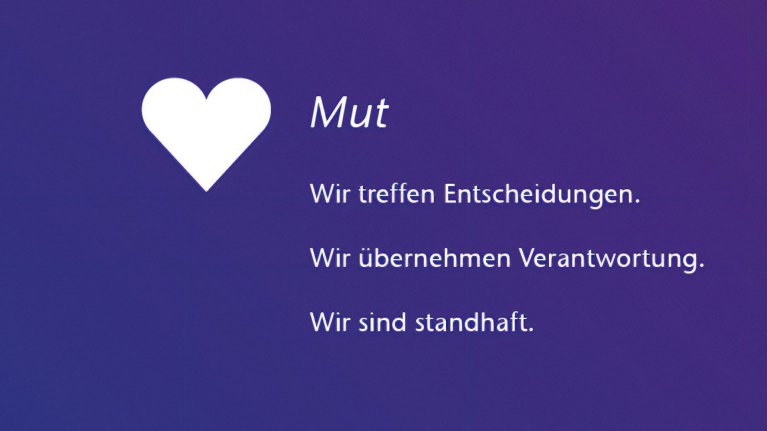 Mut
Wir treffen Entscheidungen.
Wir übernehmen Verantwortung.
Wir sind standhaft.